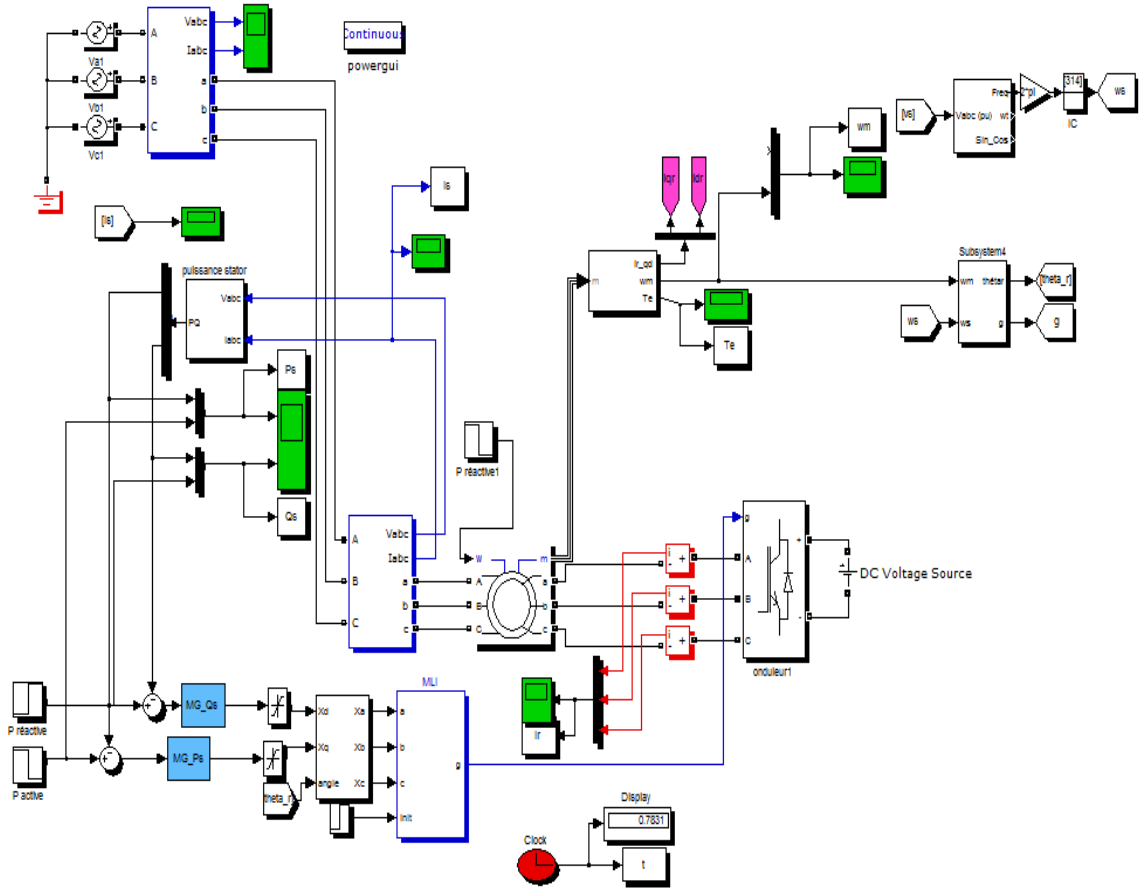 Va1
Vb1
Vc1
A
B
C
Vabc
Iabc
a
b
c
Continuous
powergui
[Is]
Is
wm
[vs]
Vabc (pu)
Freq
wt
Sin_Cos
2*pi
[314]
IC
ws
Iqr
Idr
m
Ir_qd
wm
Te
Te
Subsystem4
wm
ws
thétar
g
[theta_r]
g
ws
puissance stator
Vabc
Iabc
PQ
Ps
Qs
P réactive1
A
B
C
Vabc
Iabc
a
b
c
w
m
A
B
C
a
b
c
i
+
-
i
+
-
i
+
-
g
A
B
C
+
-
onduleur1
DC Voltage Source
Ir
P réactive
P active
MG_Qs
MG_Ps
Xd
Xq
angle
Xa
Xb
Xc
theta_r
MLI
a
b
c
init
g
Clock
Display
0.7831
t